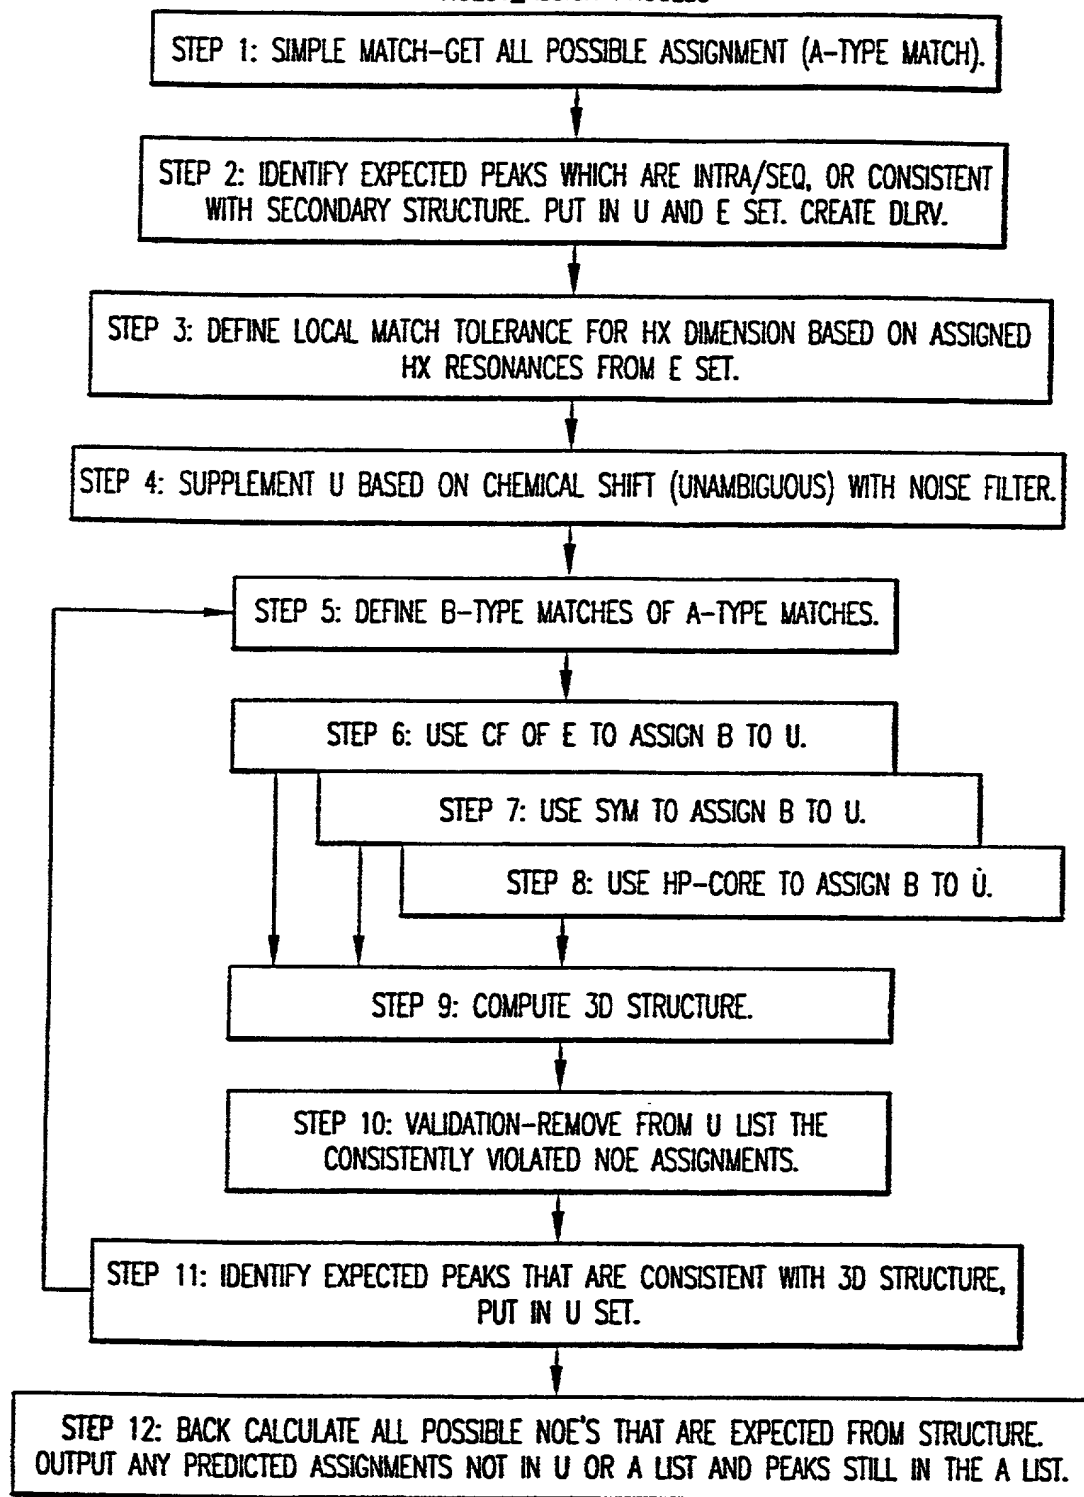 STEP 1: SIMPLE MATCH-GET ALL POSSIBLE ASSIGNMENT (A-TYPE MATCH).
STEP 2: IDENTIFY EXPECTED PEAKS WHICH ARE INTRA/SEQ, OR CONSISTENT
WITH SECONDARY STRUCTURE. PUT IN U AND E SET. CREATE DLRV.
STEP 3: DEFINE LOCAL MATCH TOLERANCE FOR HX DIMENSION BASED ON ASSIGNED
HX RESONANCES FROM E SET.
STEP 4: SUPPLEMENT U BASED ON CHEMICAL SHIFT (UNAMBIGUOUS) WITH NOISE FILTER.
STEP 5: DEFINE B-TYPE MATCHES OF A-TYPE MATCHES.
STEP 6: USE CF OF E TO ASSIGN B TO U.
STEP 7: USE SYM TO ASSIGN B TO U.
STEP 8: USE HP-CORE TO ASSIGN B TO U.
STEP 9: COMPUTE 3D STRUCTURE.
STEP 10: VALIDATION-REMOVE FROM U LIST THE
CONSISTENTLY VIOLATED NOE ASSIGNMENTS.
STEP 11: IDENTIFY EXPECTED PEAKS THAT ARE CONSISTENT WITH 3D STRUCTURE,
PUT IN U SET.
STEP 12: BACK CALCULATE ALL POSSIBLE NOE'S THAT ARE EXPECTED FROM STRUCTURE.
OUTPUT ANY PREDICTED ASSIGNMENTS NOT IN U OR A LIST AND PEAKS STILL IN THE A LIST.